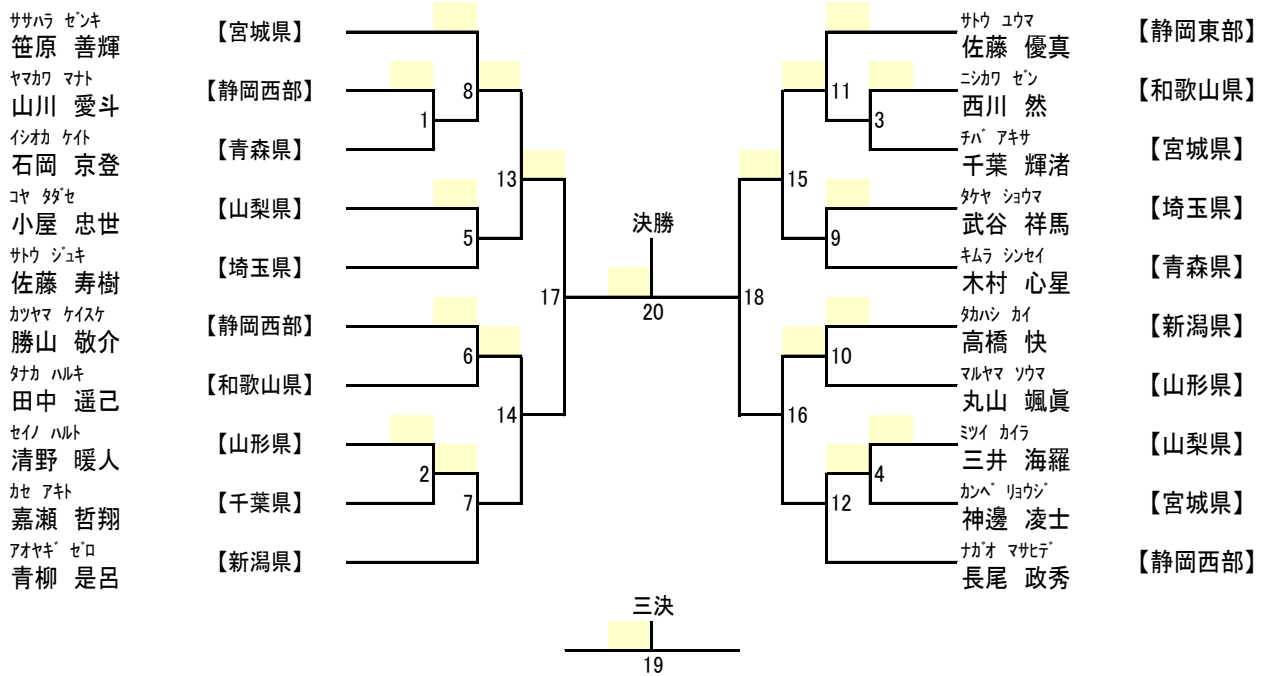 ｻｻﾊﾗ ｾﾞﾝｷ
笹原 善輝 【宮城県】
ﾔﾏｶﾜ ﾏﾅﾄ
山川 愛斗 【静岡西部】
ｲｼｵｶ ｹｲﾄ
石岡 京登 【青森県】
ｺﾔ ﾀﾀﾞｾ
小屋 忠世 【山梨県】
ｻﾄｳ ｼﾞｭｷ
佐藤 寿樹 【埼玉県】
ｶﾂﾔﾏ ｹｲｽｹ
勝山 敬介 【静岡西部】
ﾀﾅｶ ﾊﾙｷ
田中 遥己 【和歌山県】
ｾｲﾉ ﾊﾙﾄ
清野 暖人 【山形県】
ｶｾ ｱｷﾄ
嘉瀬 哲翔 【千葉県】
ｱｵﾔｷﾞ ｾﾞﾛ
青柳 是呂 【新潟県】
8
1
13
5
17
6
14
2
7
決勝
20
三決
19
11
3
15
9
18
10
16
4
12
ｻﾄｳ ﾕｳﾏ
佐藤 優真 【静岡東部】
ﾆｼｶﾜ ｾﾞﾝ
西川 然 【和歌山県】
ﾁﾊﾞ ｱｷｻ
千葉 輝渚 【宮城県】
ﾀｹﾔ ｼｮｳﾏ
武谷 祥馬 【埼玉県】
ｷﾑﾗ ｼﾝｾｲ
木村 心星 【青森県】
ﾀｶﾊｼ ｶｲ
高橋 快 【新潟県】
ﾏﾙﾔﾏ ｿｳﾏ
丸山 颯眞 【山形県】
ﾐﾂｲ ｶｲﾗ
三井 海羅 【山梨県】
ｶﾝﾍﾞ ﾘｮｳｼﾞ
神邊 凌士 【宮城県】
ﾅｶﾞｵ ﾏｻﾋﾃﾞ
長尾 政秀 【静岡西部】